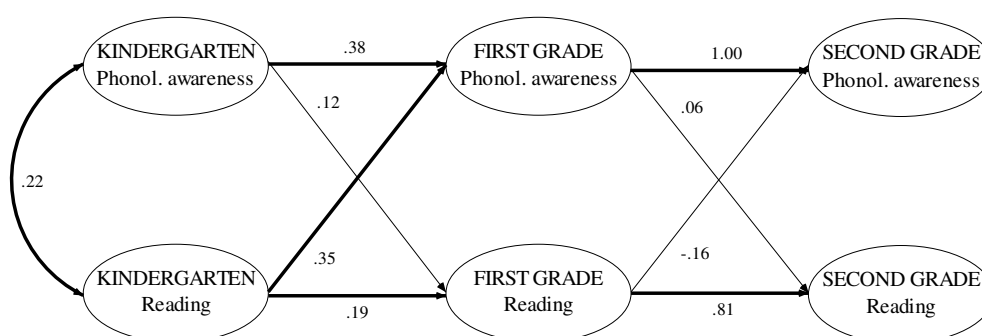 KINDERGARTEN
Phonol. awareness
.38
FIRST GRADE
Phonol. awareness
1.00
SECOND GRADE
Phonol. awareness
.12
.06
.22
.35
-.16
KINDERGARTEN
Reading
.19
FIRST GRADE
Reading
.81
SECOND GRADE
Reading